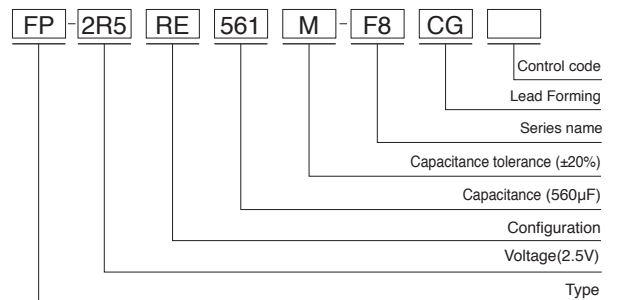 FP-2R5 RE 561 M-F8 CG
Control code
Lead Forming
Series name
Capacitance tolerance (±20%)
Capacitance (560µF)
Configuration
Voltage(2.5V)
Type